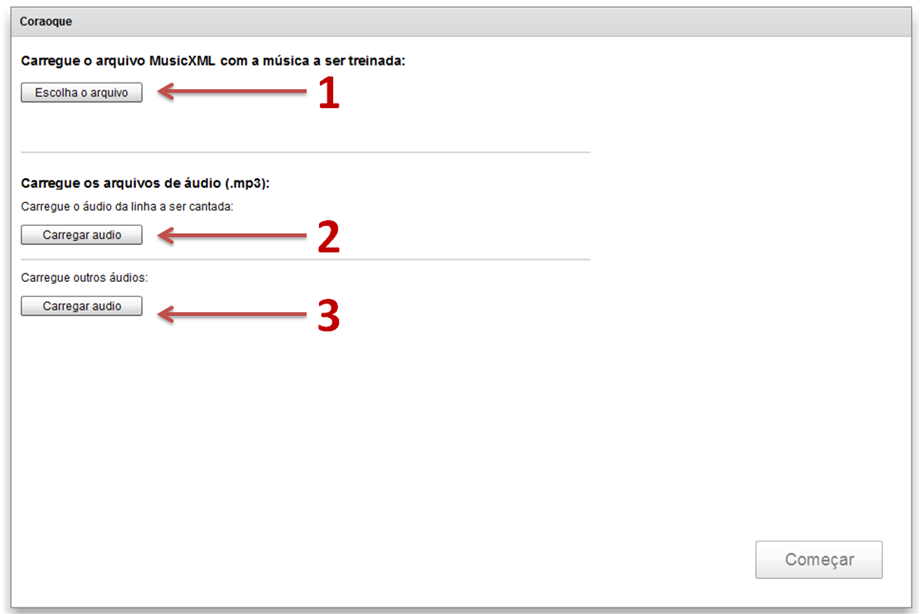 Coraoque
Carregue o arquivo MusicXML com a música a ser treinada:
Escolha o arquivo
1
Carregue os arquivos de áudio (.mp3):
Carregue o áudio da linha a ser cantada:
Carregar audio
2
Carregue outros áudios:
Carregar audio
3
Começar